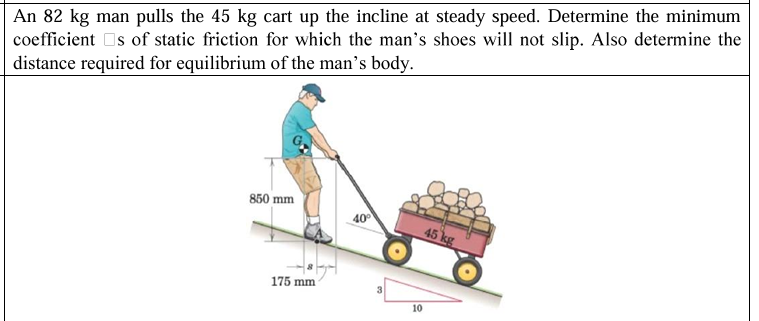 An 82 kg man pulls the 45 kg cart up the incline at steady speed. Determine the minimum
coefficient □s of static friction for which the man's shoes will not slip. Also determine the
distance required for equilibrium of the man's body.
G
850 mm
40°
45 kg
A
s
175 mm
3
10